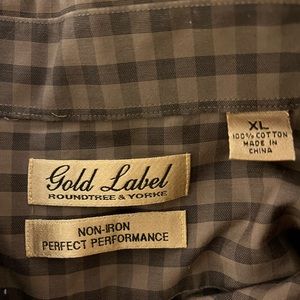 XL
100% COTTON
MADE IN
CHINA
Gold Label
ROUNDTREE & YORKE
NON-IRON
PERFECT PERFORMANCE